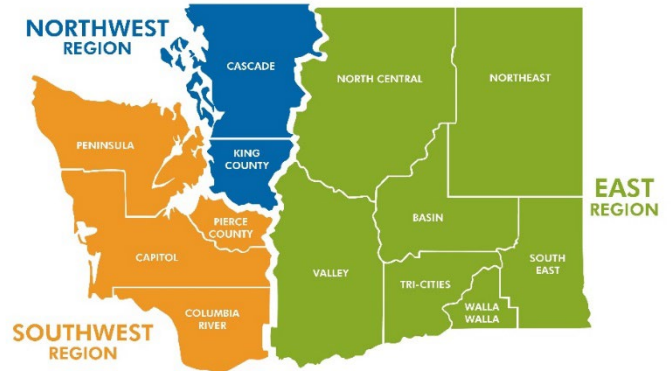 NORTHWEST
REGION
CASCADE
NORTH CENTRAL
NORTHEAST
PENINSULA
KING
COUNTY
EAST
REGION
PIERCE
COUNTY
BASIN
CAPITOL
VALLEY
SOUTH
EAST
TRI-CITIES
COLUMBIA
RIVER
WALLA
WALLA
SOUTHWEST
REGION